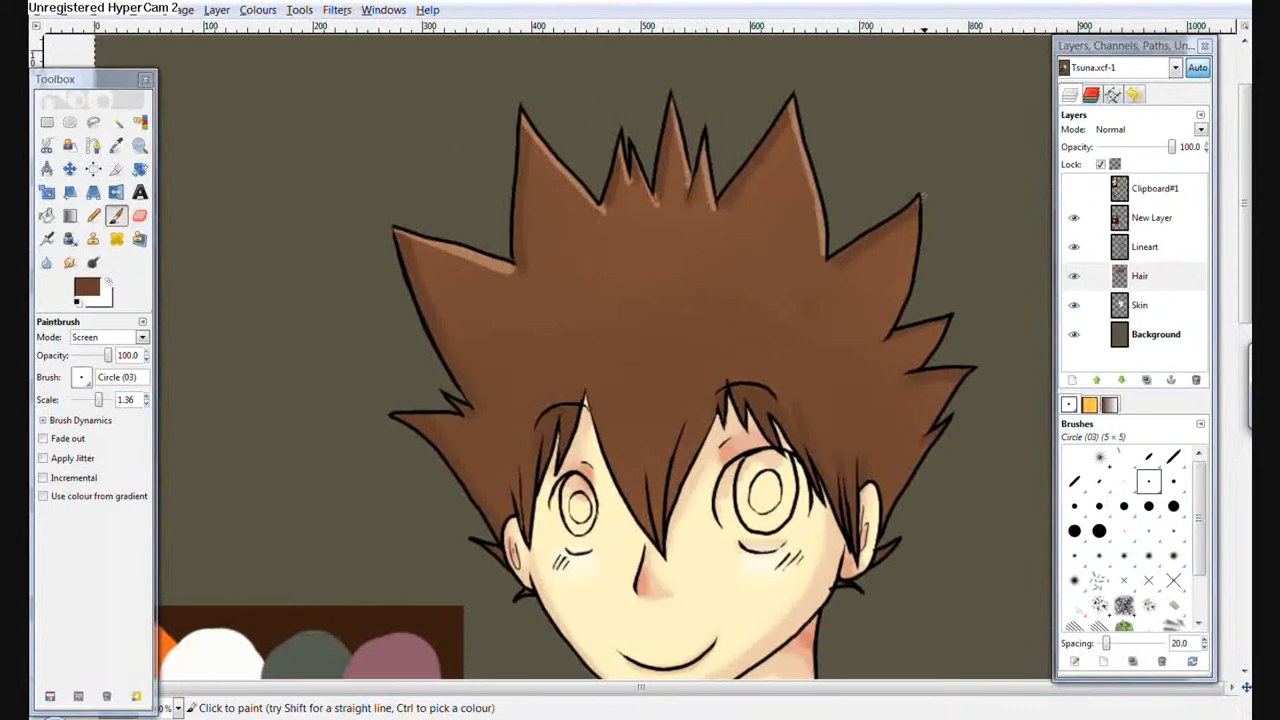 Unregistered HyperCam 2
age Layer Colours Tools Filters Windows Help
0 100 200 300 400 500 600 700 800 900 1000
Toolbox
Paintbrush
Mode: Screen
Opacity: 100.0
Brush: Circle (03)
Scale: 1.36
Brush Dynamics
Fade out
Apply Jitter
Incremental
Use colour from gradient
Layers, Channels, Paths, Un...
Tsuna.xcf-1 Auto
Layers
Mode: Normal
Opacity: 100.0
Lock:
Clipboard#1
New Layer
Lineart
Hair
Skin
Background
Brushes
Circle (03) (5 × 5)
Spacing: 20.0
% Click to paint (try Shift for a straight line, Ctrl to pick a colour)